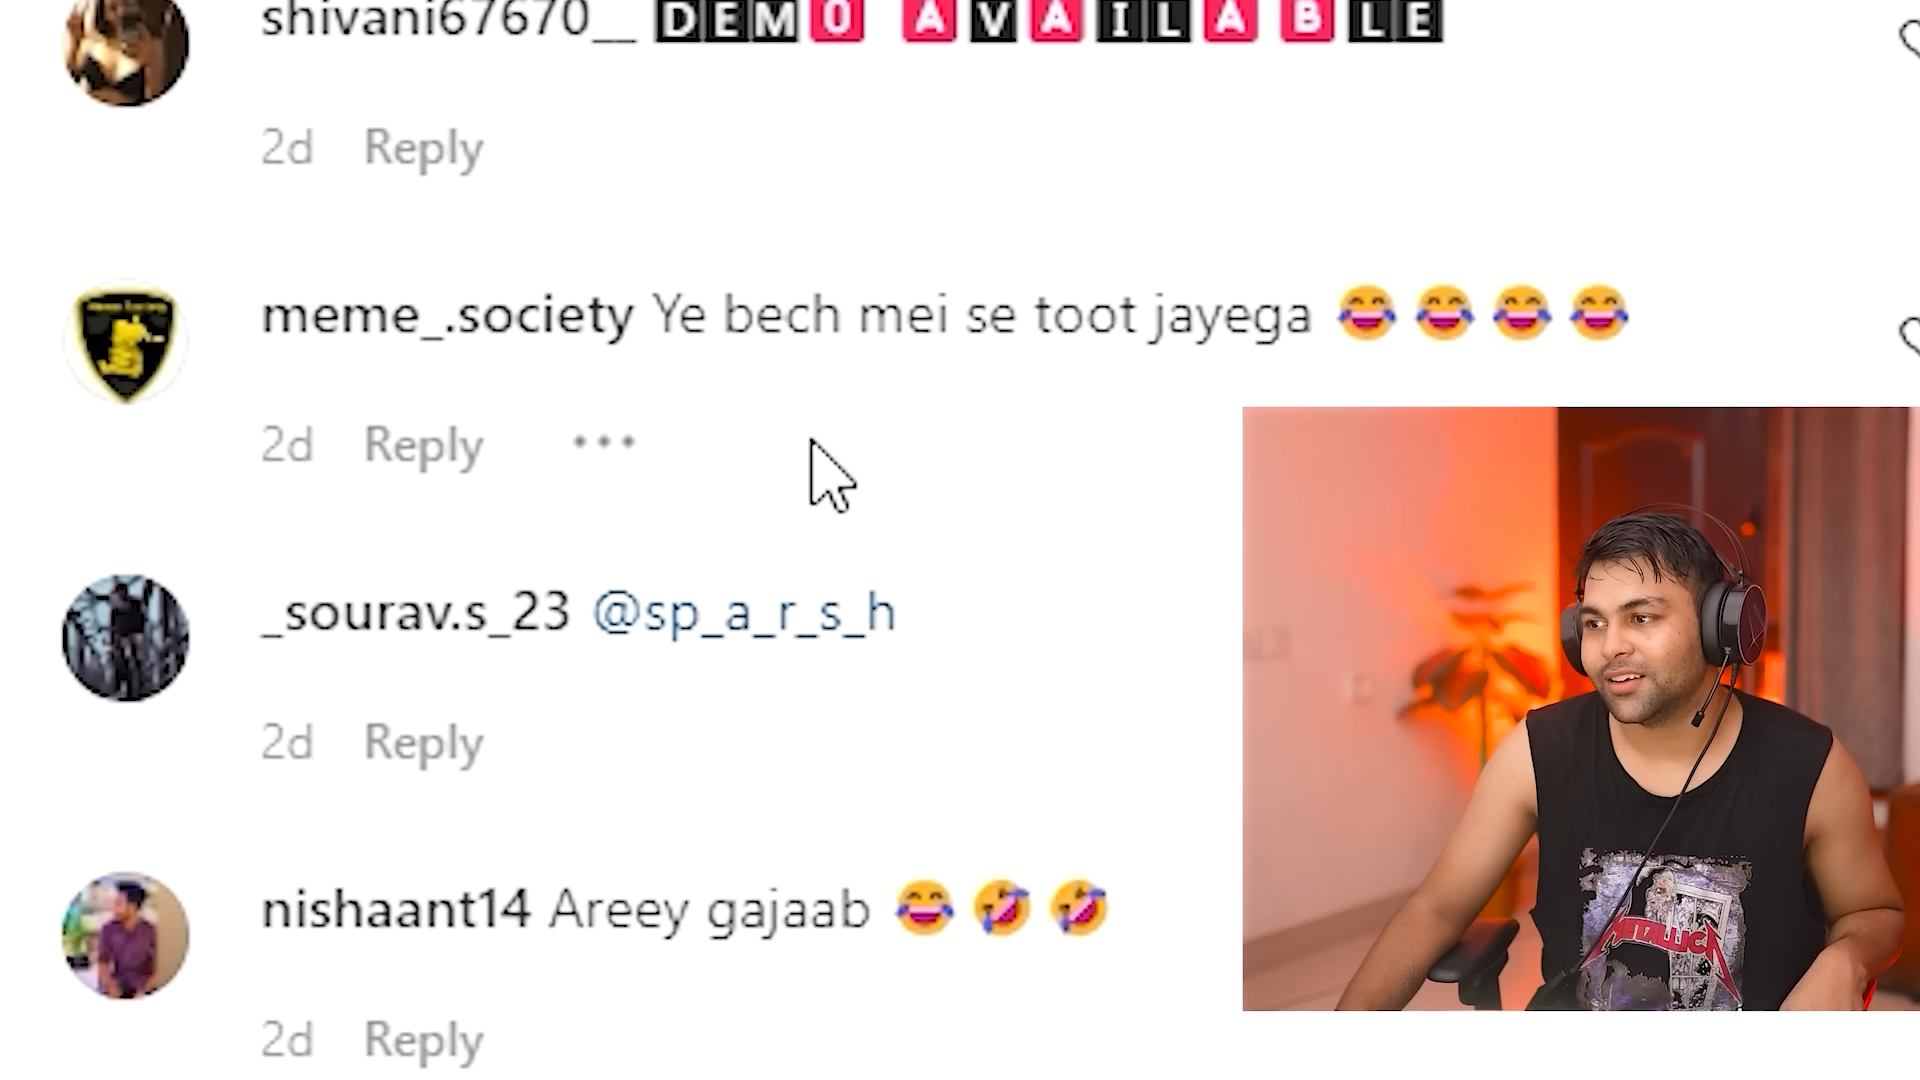 shivani67670__ DEMO AVAILABLE
2d Reply
meme_.society Ye bech mei se toot jayega 😂 😂 😂 😂
2d Reply •••
_sourav.s_23 @sp_a_r_s_h
2d Reply
nishaant14 Areey gajaab 😂 🤣 🤣
2d Reply
METALLICA